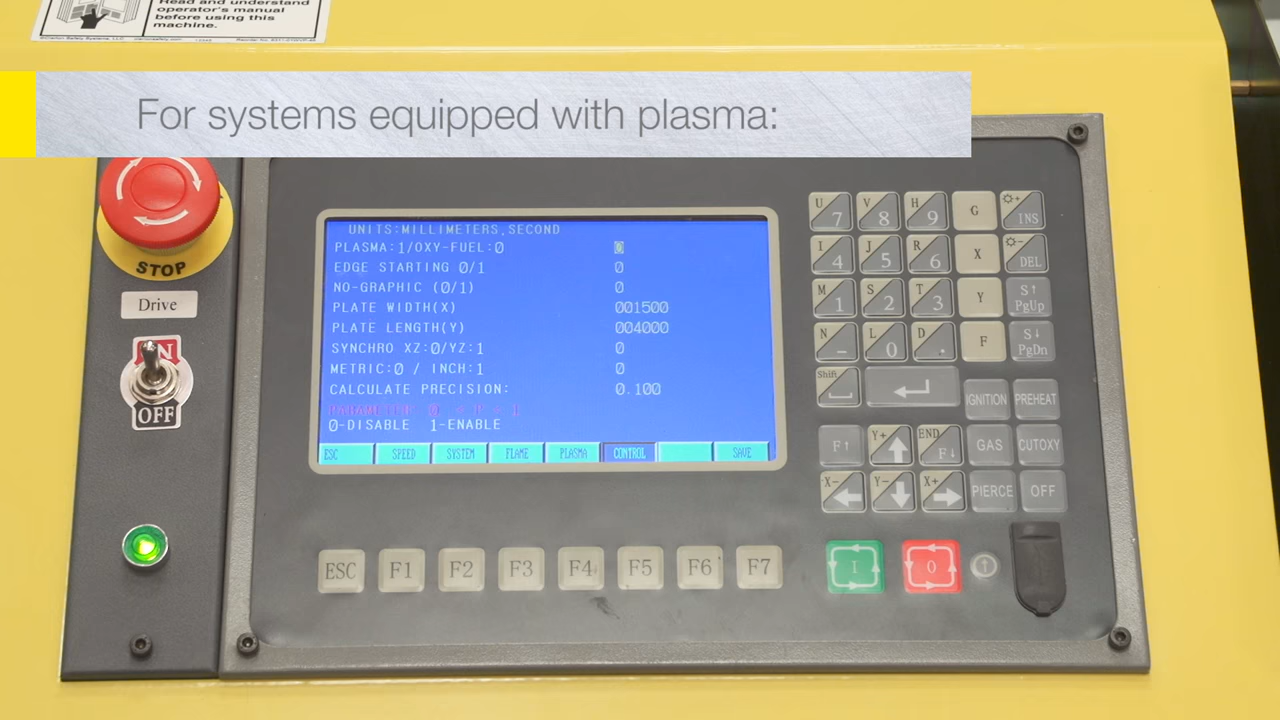 Read and understand
operator's manual
before using this
machine.
For systems equipped with plasma:
STOP
Drive
ON
OFF
UNITS:MILLIMETERS,SECOND
PLASMA:1/OXY-FUEL:0 0
EDGE STARTING 0/1 0
NO-GRAPHIC (0/1) 0
PLATE WIDTH(X) 001500
PLATE LENGTH(Y) 004000
SYNCHRO XZ:0/YZ:1 0
METRIC:0 / INCH:1 0
CALCULATE PRECISION: 0.100
0-DISABLE 1-ENABLE
ESC SPEED SYSTEM FLAME PLASMA CONTROL SAVE
U 7 V 8 H 9 G INS
I 4 J 5 R 6 X DEL
M 1 S 2 T 3 Y S↑ PgUp
N - L 0 D . F S↓ PgDn
Shift IGNITION PREHEAT
F↑ Y+ END F↓ GAS CUTOXY
X- Y- X+ PIERCE OFF
ESC F1 F2 F3 F4 F5 F6 F7 I O